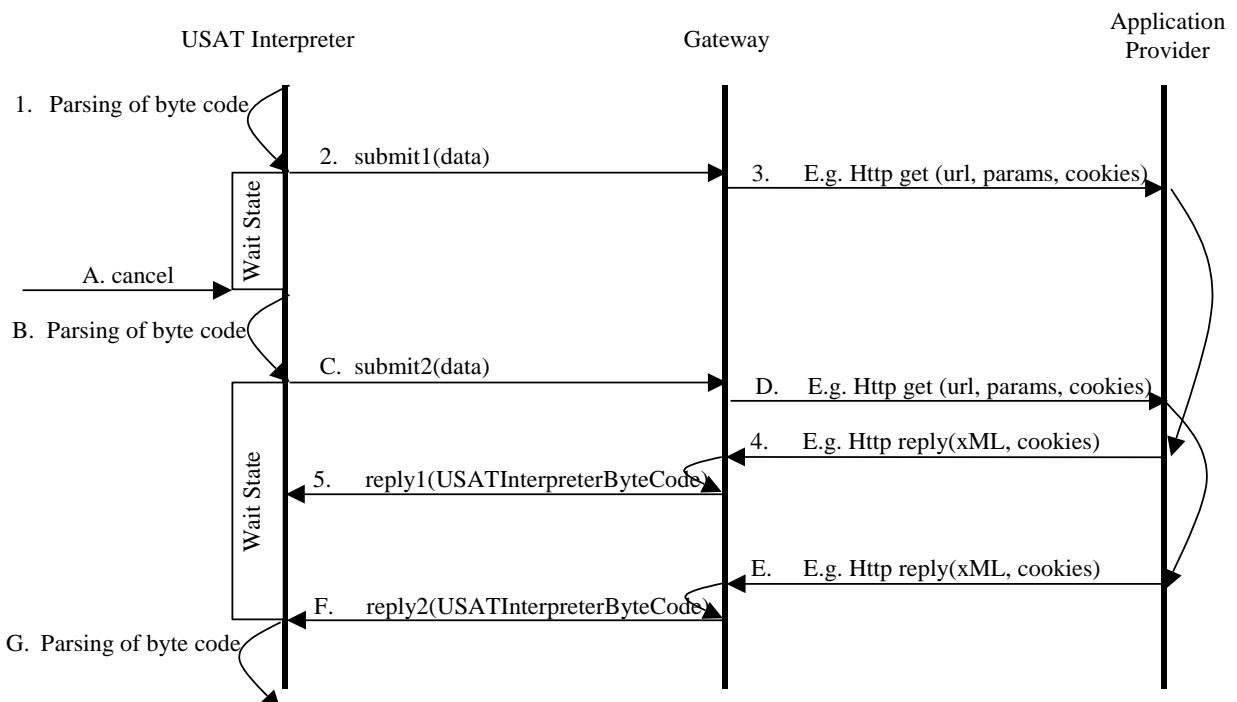 USAT Interpreter
Gateway
Application
Provider
1. Parsing of byte code
2. submit1(data)
3. E.g. Http get (url, params, cookies)
Wait State
A. cancel
B. Parsing of byte code
C. submit2(data)
D. E.g. Http get (url, params, cookies)
4. E.g. Http reply(xML, cookies)
5. reply1(USATInterpreterByteCode)
Wait State
E. E.g. Http reply(xML, cookies)
F. reply2(USATInterpreterByteCode)
G. Parsing of byte code